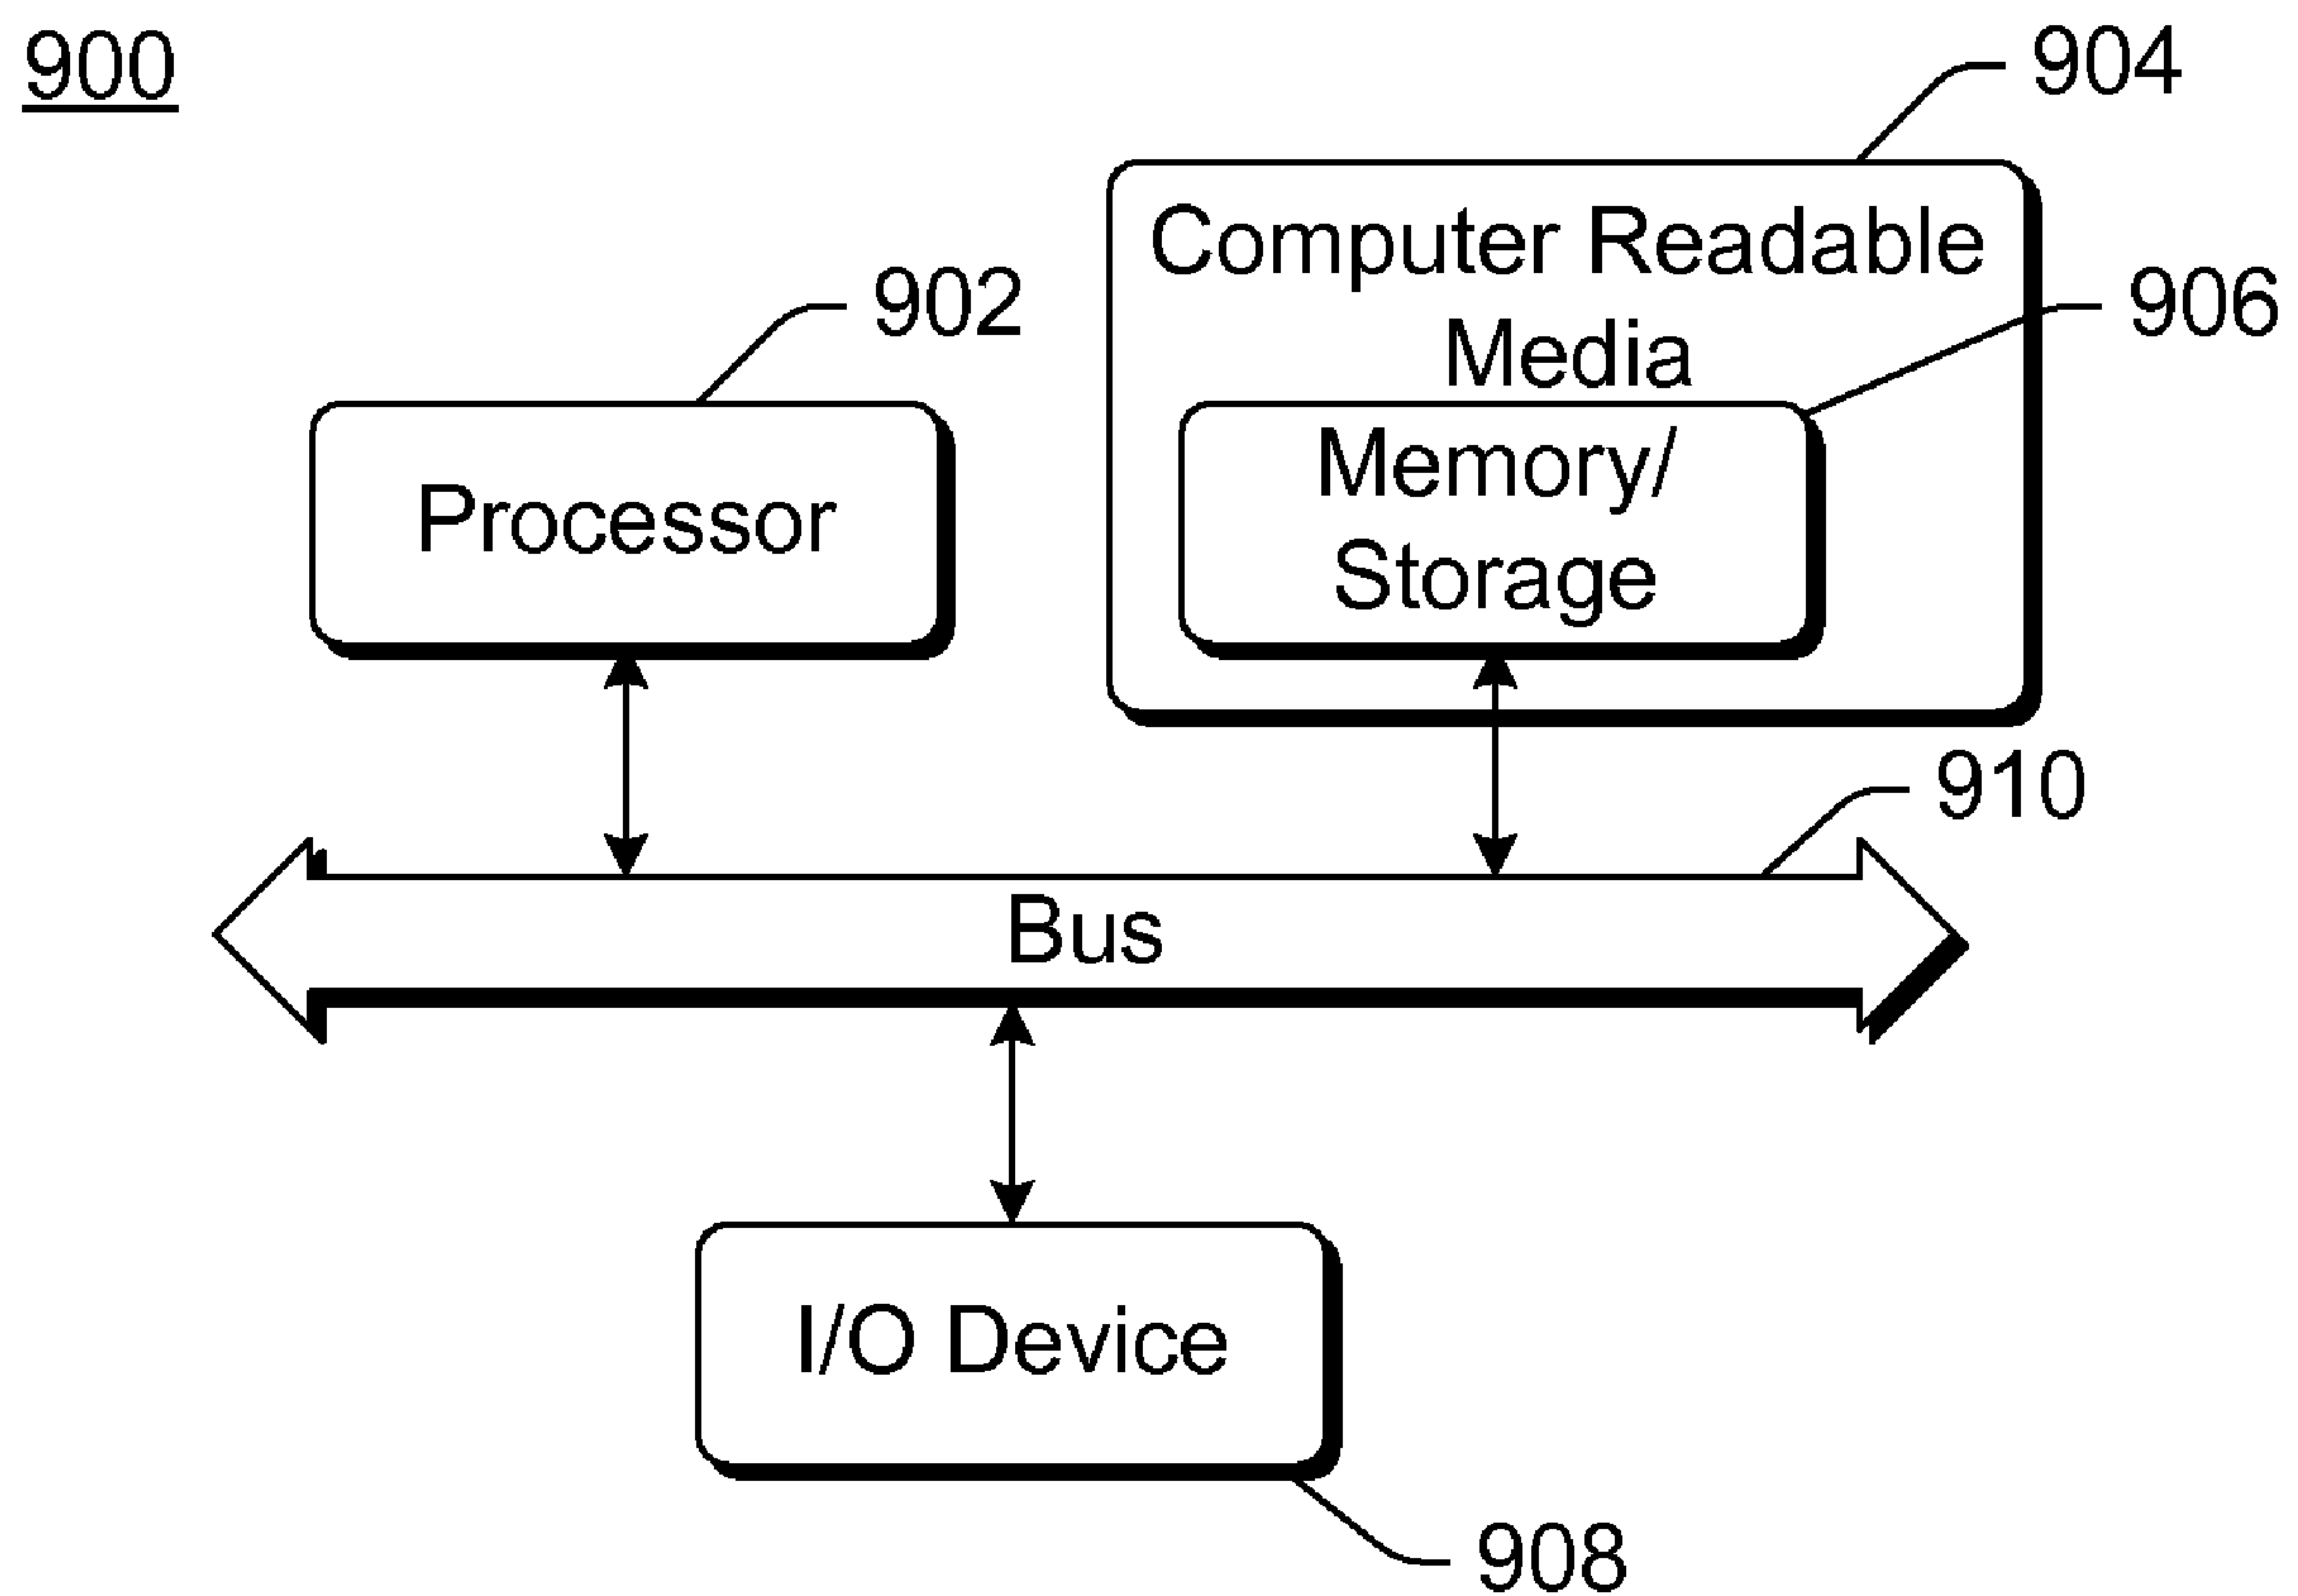 900
904
Computer Readable
Media
906
902
Processor
Memory/
Storage
910
Bus
I/O Device
908